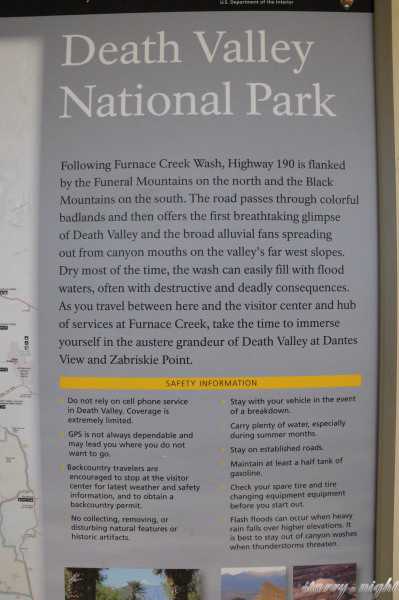 U.S. Department of the Interior
Death Valley
National Park
Following Furnace Creek Wash, Highway 190 is flanked
by the Funeral Mountains on the north and the Black
Mountains on the south. The road passes through colorful
badlands and then offers the first breathtaking glimpse
of Death Valley and the broad alluvial fans spreading
out from canyon mouths on the valley's far west slopes.
Dry most of the time, the wash can easily fill with flood
waters, often with destructive and deadly consequences.
As you travel between here and the visitor center and hub
of services at Furnace Creek, take the time to immerse
yourself in the austere grandeur of Death Valley at Dantes
View and Zabriskie Point.
SAFETY INFORMATION
Do not rely on cell phone service
in Death Valley. Coverage is
extremely limited.
GPS is not always dependable and
may lead you where you do not
want to go.
Backcountry travelers are
encouraged to stop at the visitor
center for latest weather and safety
information, and to obtain a
backcountry permit.
No collecting, removing, or
disturbing natural features or
historic artifacts.
Stay with your vehicle in the event
of a breakdown.
Carry plenty of water, especially
during summer months.
Stay on established roads.
Maintain at least a half tank of
gasoline.
Check your spare tire and tire
changing equipment equipment
before you start out.
Flash floods can occur when heavy
rain falls over higher elevations. It
is best to stay out of canyon washes
when thunderstorms threaten.
starry-night